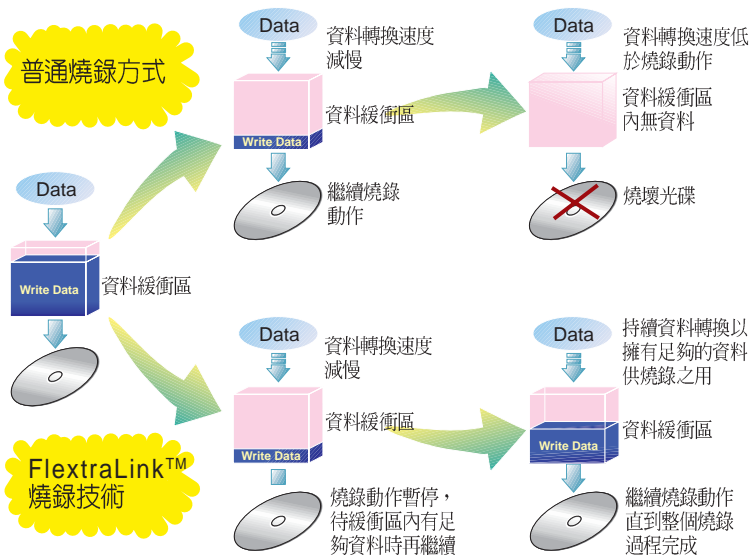 普通燒錄方式
Data
資料轉換速度
減慢
資料緩衝區
Write Data
繼續燒錄
動作
Data
資料轉換速度低
於燒錄動作
資料緩衝區
內無資料
燒壞光碟
Data
Write Data
資料緩衝區
FlextraLink™
燒錄技術
Data
資料轉換速度
減慢
資料緩衝區
Write Data
燒錄動作暫停，
待緩衝區內有足
夠資料時再繼續
Data
持續資料轉換以
擁有足夠的資料
供燒錄之用
資料緩衝區
Write Data
繼續燒錄動作
直到整個燒錄
過程完成